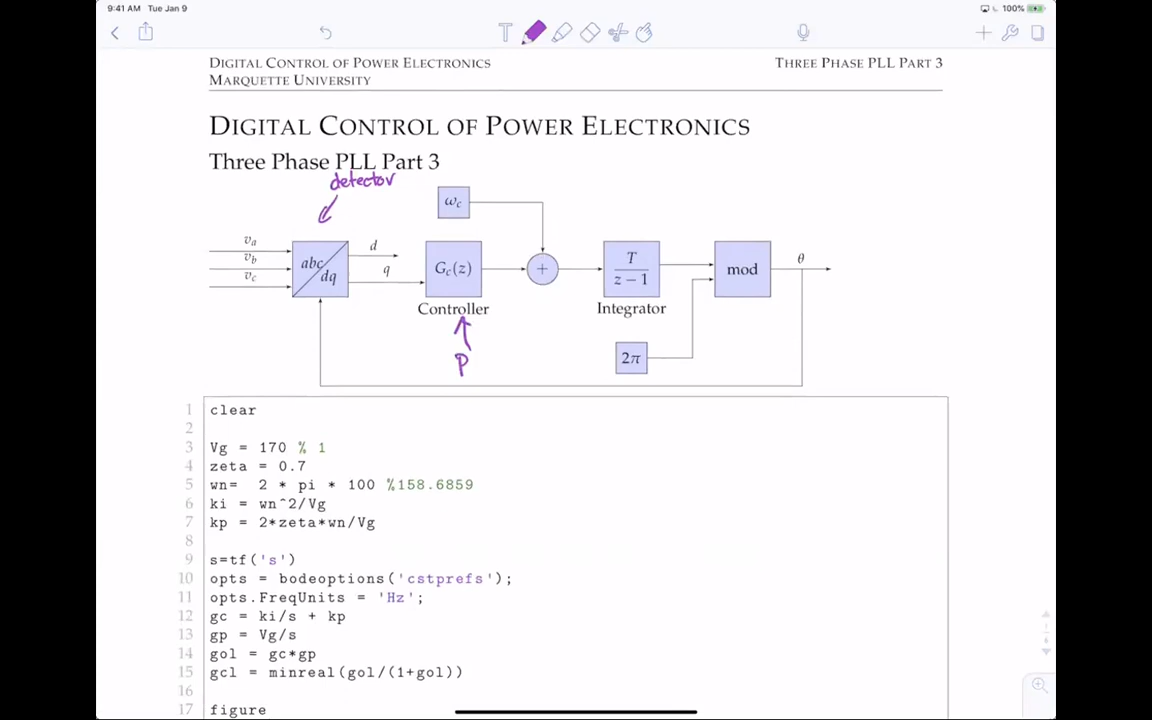 9:41 AM Tue Jan 9
100%
DIGITAL CONTROL OF POWER ELECTRONICS
THREE PHASE PLL PART 3
MARQUETTE UNIVERSITY
DIGITAL CONTROL OF POWER ELECTRONICS
Three Phase PLL Part 3
detector
ωc
va
vb
vc
abc
dq
d
q
Gc(z)
+
T
z − 1
mod
θ
Controller
Integrator
P
2π
1 clear
2
3 Vg = 170 % 1
4 zeta = 0.7
5 wn= 2 * pi * 100 %158.6859
6 ki = wn^2/Vg
7 kp = 2*zeta*wn/Vg
8
9 s=tf('s')
10 opts = bodeoptions('cstprefs');
11 opts.FreqUnits = 'Hz';
12 gc = ki/s + kp
13 gp = Vg/s
14 gol = gc*gp
15 gcl = minreal(gol/(1+gol))
16
17 figure